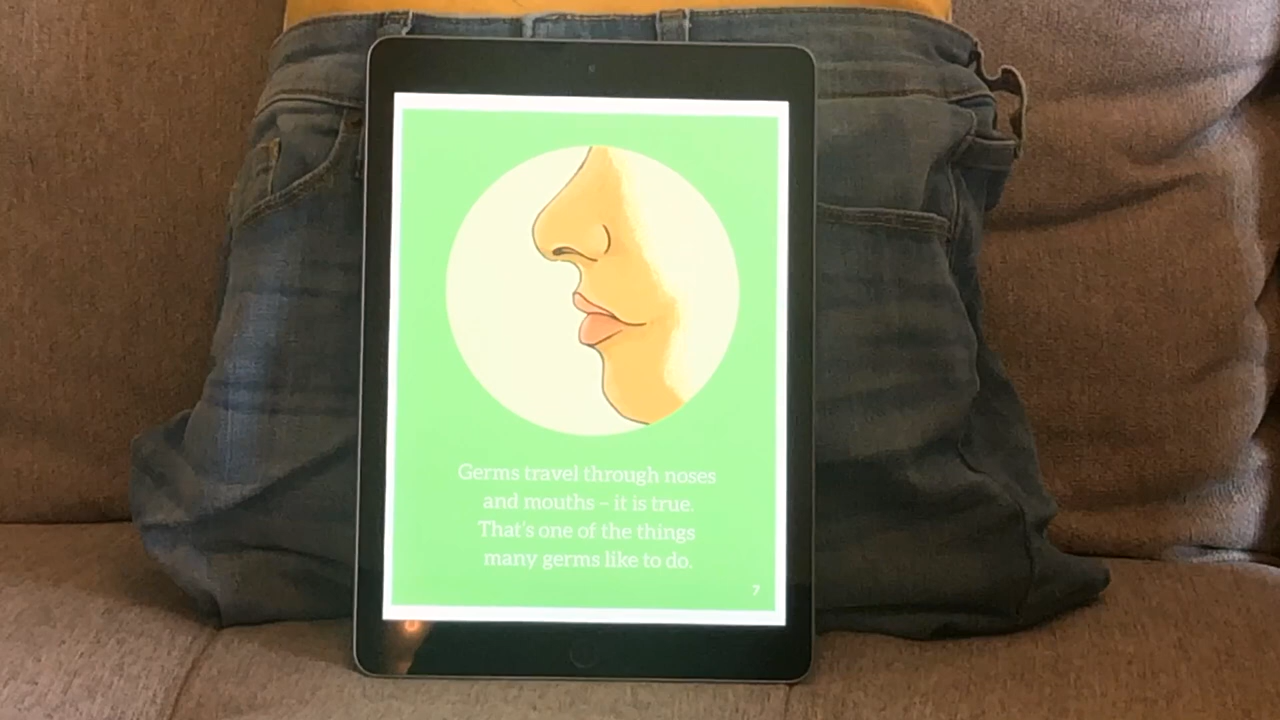 Germs travel through noses
and mouths – it is true.
That's one of the things
many germs like to do.
7